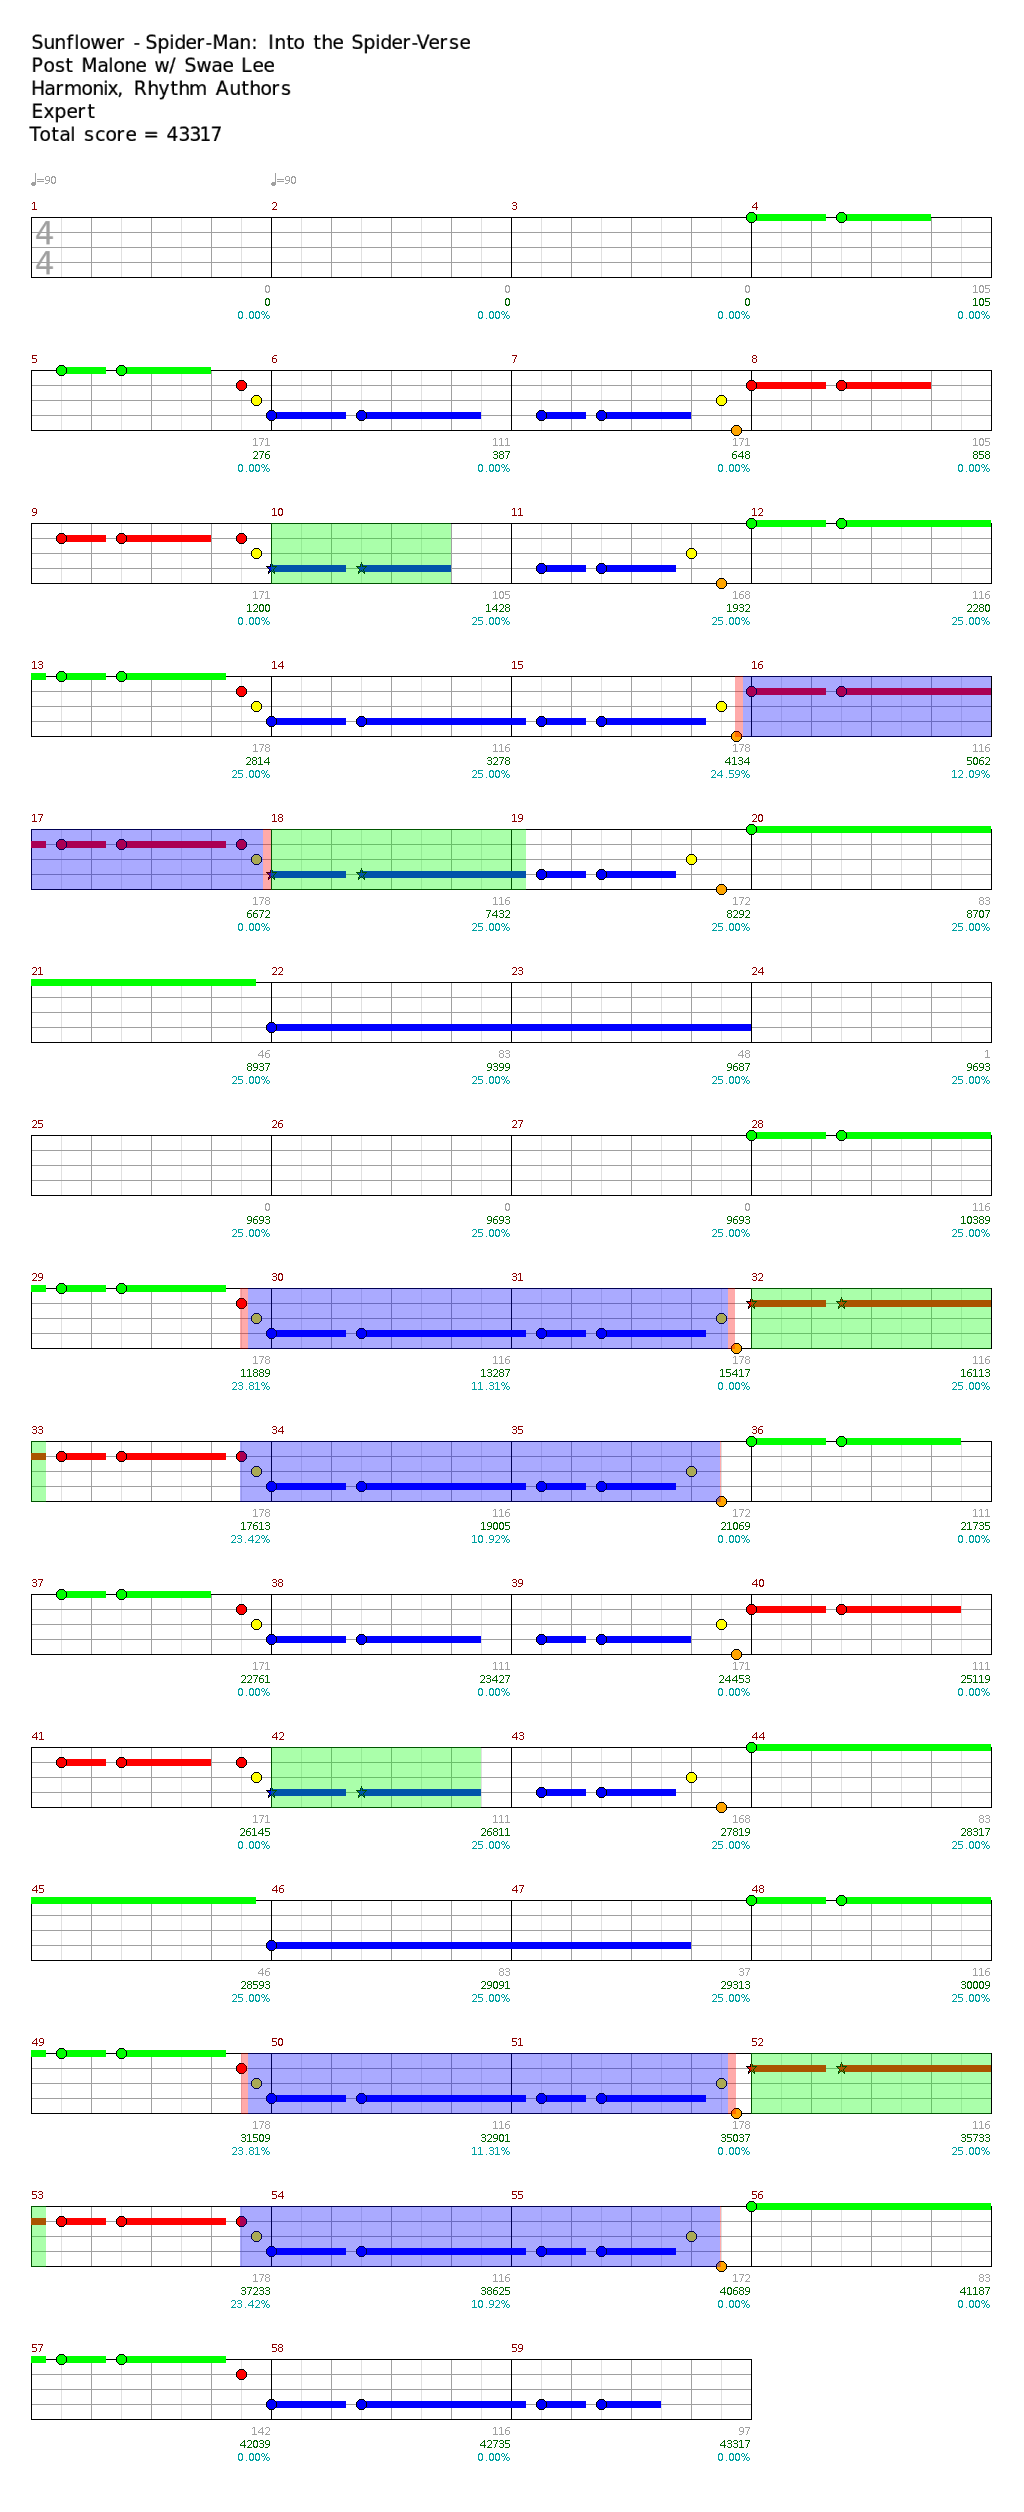 Sunflower - Spider-Man: Into the Spider-Verse
Post Malone w/ Swae Lee
Harmonix, Rhythm Authors
Expert
Total score = 43317
♩=90 ♩=90
1 2 3 4
4
4
0 0 0 105
0 0 0 105
0.00% 0.00% 0.00% 0.00%
5 6 7 8
171 111 171 105
276 387 648 858
0.00% 0.00% 0.00% 0.00%
9 10 11 12
171 105 168 116
1200 1428 1932 2280
0.00% 25.00% 25.00% 25.00%
13 14 15 16
178 116 178 116
2814 3278 4134 5062
25.00% 25.00% 24.59% 12.09%
17 18 19 20
178 116 172 83
6672 7432 8292 8707
0.00% 25.00% 25.00% 25.00%
21 22 23 24
46 83 48 1
8937 9399 9687 9693
25.00% 25.00% 25.00% 25.00%
25 26 27 28
0 0 0 116
9693 9693 9693 10389
25.00% 25.00% 25.00% 25.00%
29 30 31 32
178 116 178 116
11889 13287 15417 16113
23.81% 11.31% 0.00% 25.00%
33 34 35 36
178 116 172 111
17613 19005 21069 21735
23.42% 10.92% 0.00% 0.00%
37 38 39 40
171 111 171 111
22761 23427 24453 25119
0.00% 0.00% 0.00% 0.00%
41 42 43 44
171 111 168 83
26145 26811 27819 28317
0.00% 25.00% 25.00% 25.00%
45 46 47 48
46 83 37 116
28593 29091 29313 30009
25.00% 25.00% 25.00% 25.00%
49 50 51 52
178 116 178 116
31509 32901 35037 35733
23.81% 11.31% 0.00% 25.00%
53 54 55 56
178 116 172 83
37233 38625 40689 41187
23.42% 10.92% 0.00% 0.00%
57 58 59
142 116 97
42039 42735 43317
0.00% 0.00% 0.00%